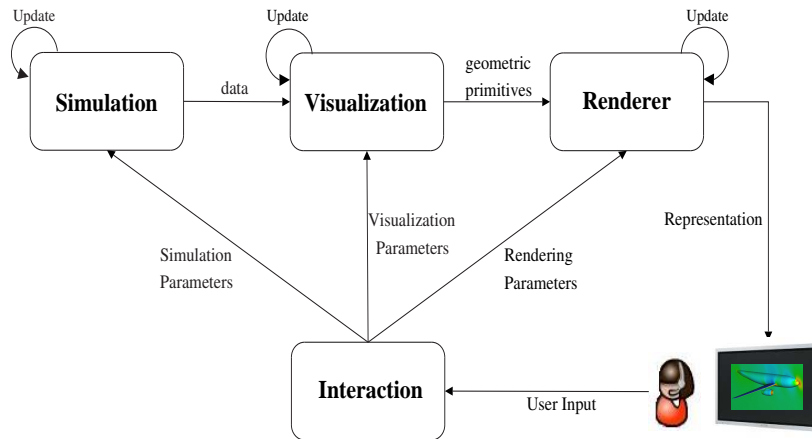 Update
Update
Update
Simulation
data
Visualization
geometric
primitives
Renderer
Simulation
Parameters
Visualization
Parameters
Rendering
Parameters
Representation
Interaction
User Input